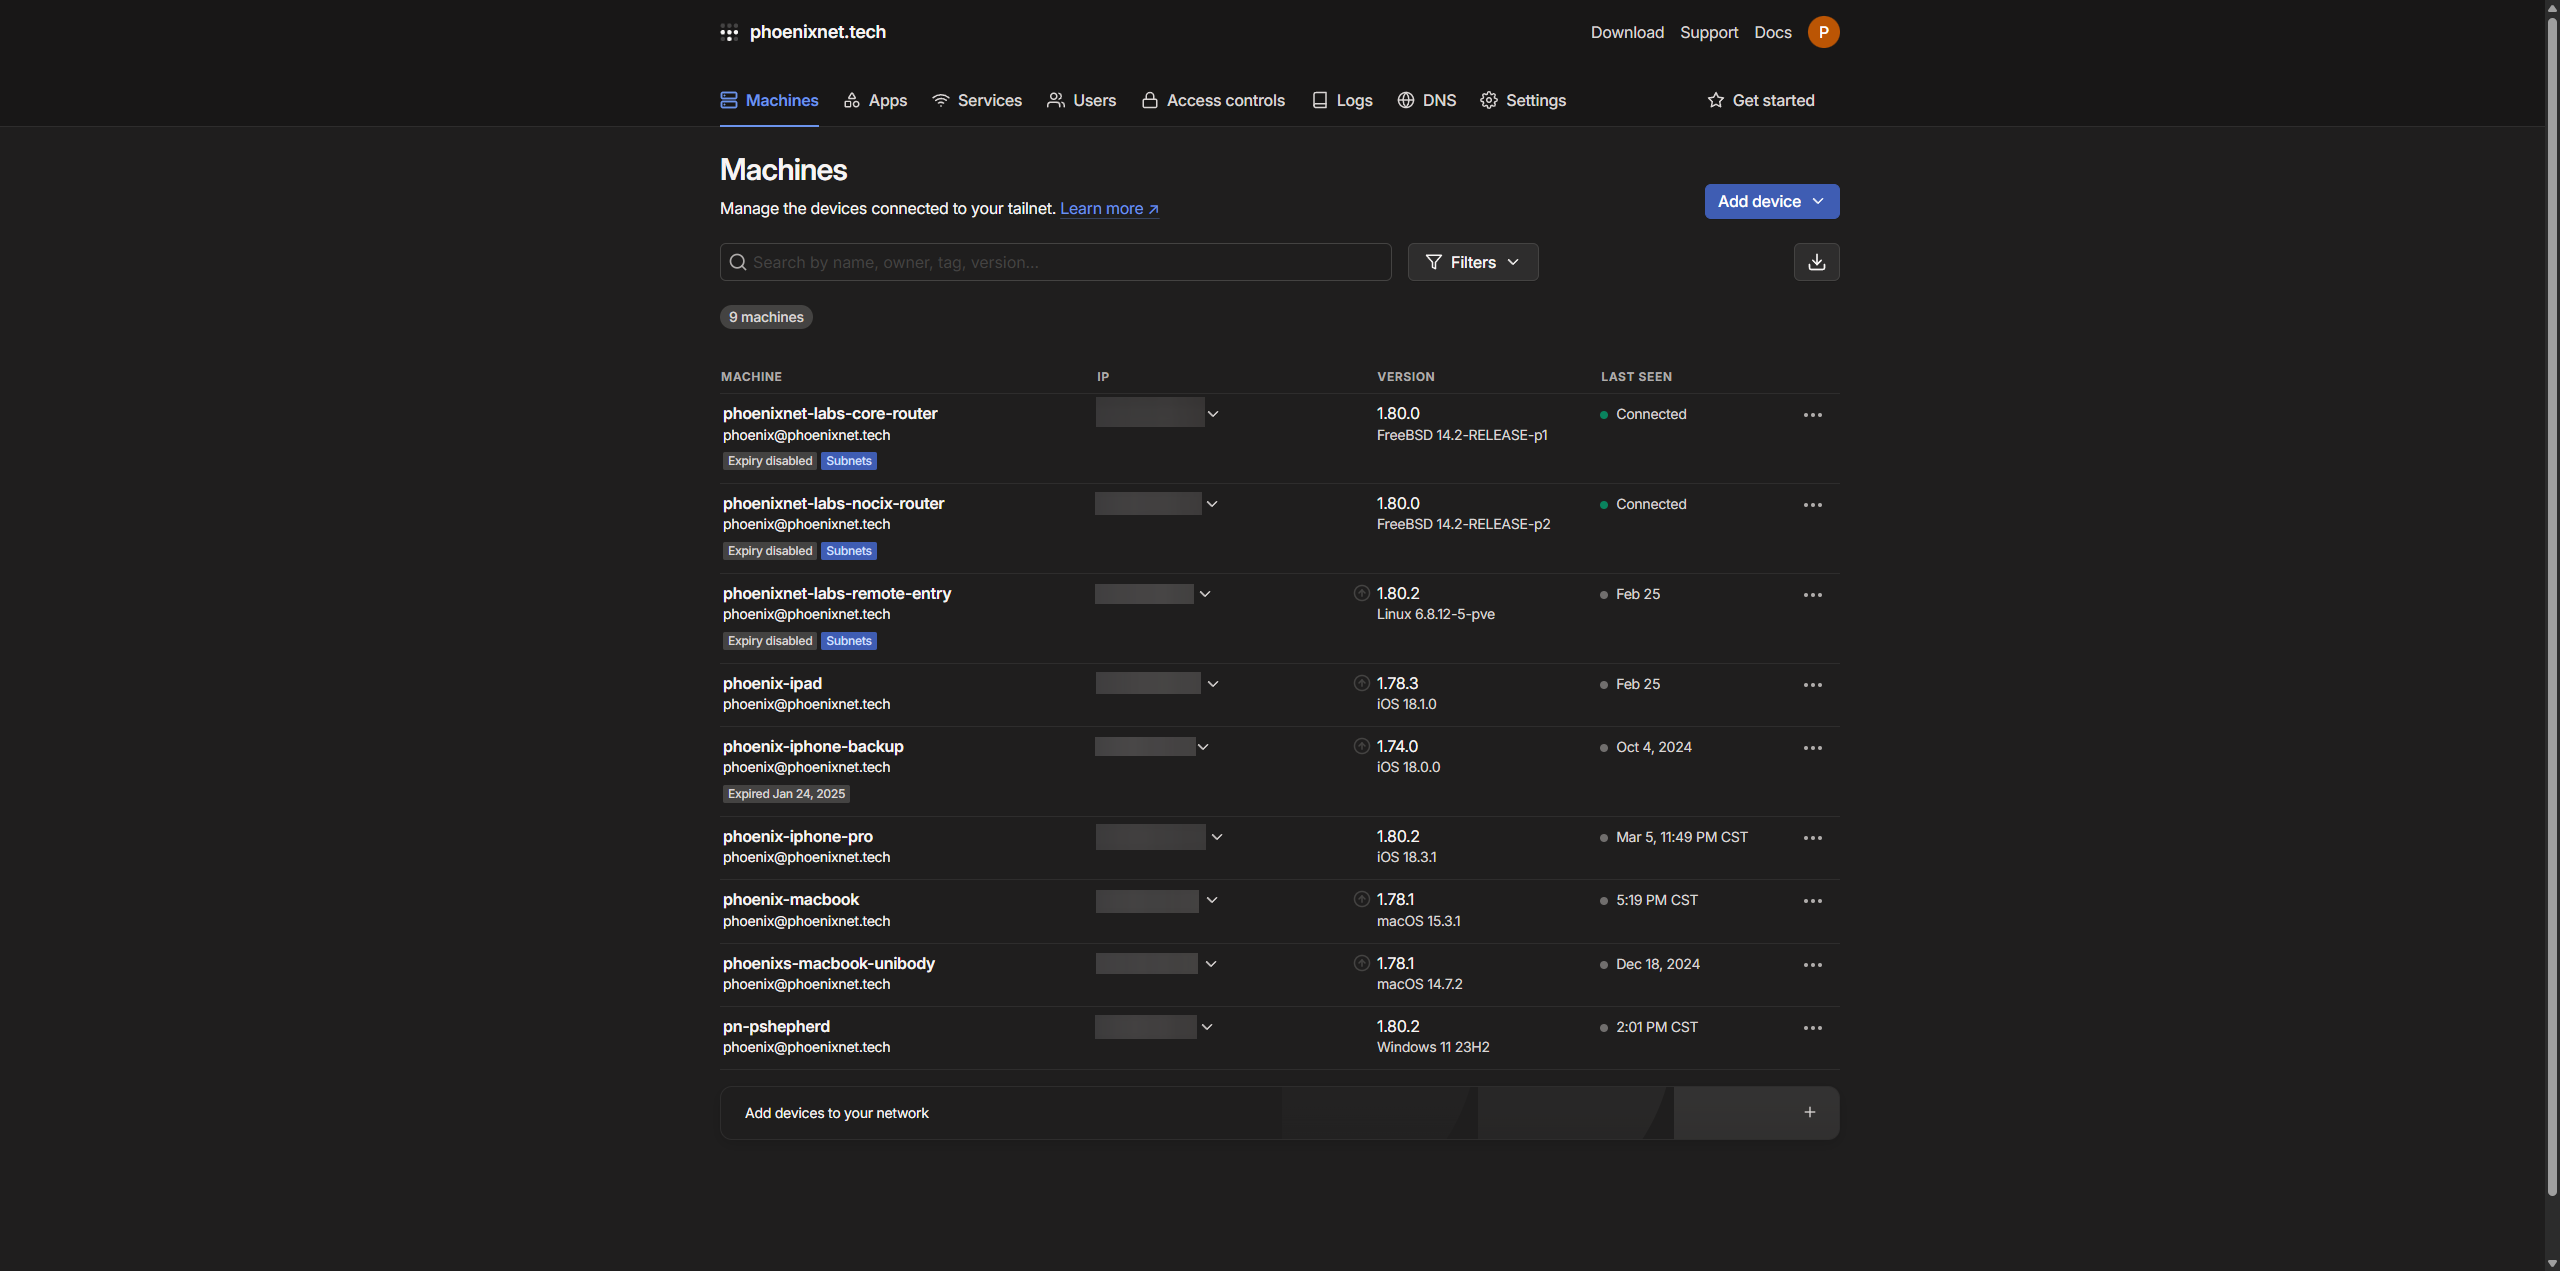 phoenixnet.tech
Download Support Docs P
Machines Apps Services Users Access controls Logs DNS Settings Get started
Machines
Manage the devices connected to your tailnet. Learn more ↗
Add device
Search by name, owner, tag, version...
Filters
9 machines
MACHINE IP VERSION LAST SEEN
phoenixnet-labs-core-router 1.80.0 Connected
phoenix@phoenixnet.tech FreeBSD 14.2-RELEASE-p1
Expiry disabled Subnets
phoenixnet-labs-nocix-router 1.80.0 Connected
phoenix@phoenixnet.tech FreeBSD 14.2-RELEASE-p2
Expiry disabled Subnets
phoenixnet-labs-remote-entry 1.80.2 Feb 25
phoenix@phoenixnet.tech Linux 6.8.12-5-pve
Expiry disabled Subnets
phoenix-ipad 1.78.3 Feb 25
phoenix@phoenixnet.tech iOS 18.1.0
phoenix-iphone-backup 1.74.0 Oct 4, 2024
phoenix@phoenixnet.tech iOS 18.0.0
Expired Jan 24, 2025
phoenix-iphone-pro 1.80.2 Mar 5, 11:49 PM CST
phoenix@phoenixnet.tech iOS 18.3.1
phoenix-macbook 1.78.1 5:19 PM CST
phoenix@phoenixnet.tech macOS 15.3.1
phoenixs-macbook-unibody 1.78.1 Dec 18, 2024
phoenix@phoenixnet.tech macOS 14.7.2
pn-pshepherd 1.80.2 2:01 PM CST
phoenix@phoenixnet.tech Windows 11 23H2
Add devices to your network